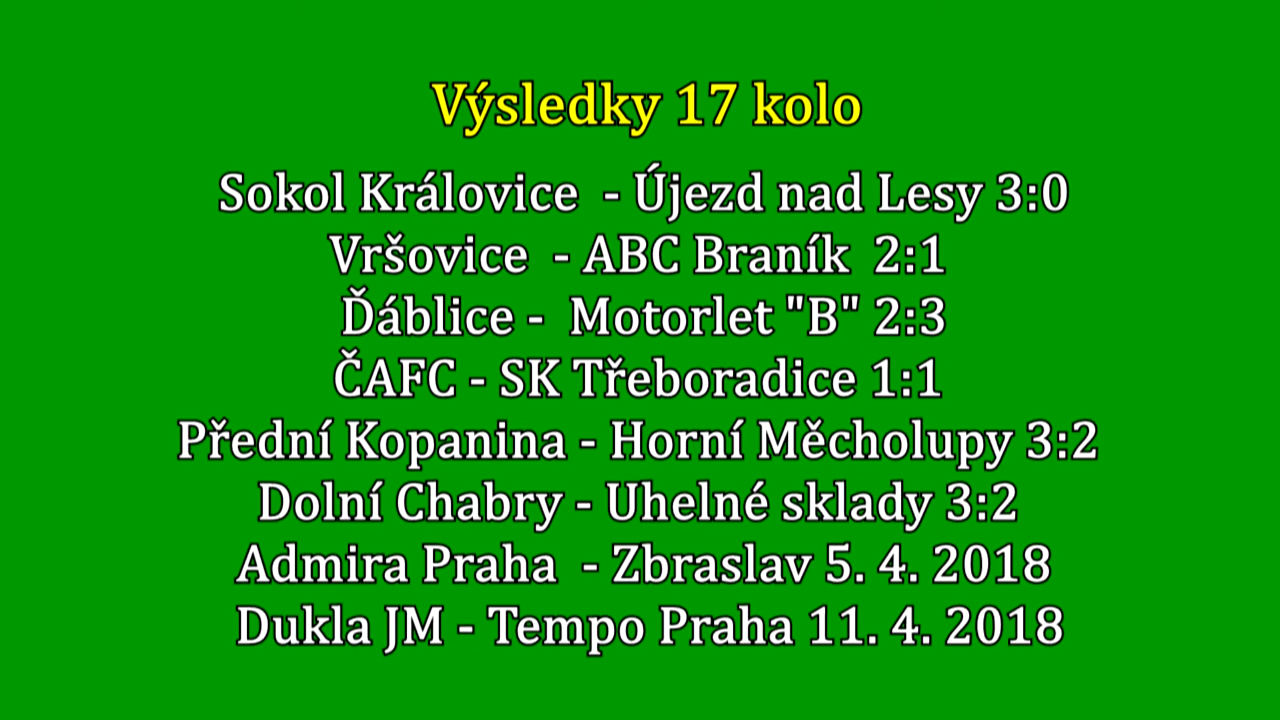 Výsledky 17 kolo
Sokol Královice - Újezd nad Lesy 3:0
Vršovice - ABC Braník 2:1
Ďáblice - Motorlet "B" 2:3
ČAFC - SK Třeboradice 1:1
Přední Kopanina - Horní Měcholupy 3:2
Dolní Chabry - Uhelné sklady 3:2
Admira Praha - Zbraslav 5. 4. 2018
Dukla JM - Tempo Praha 11. 4. 2018